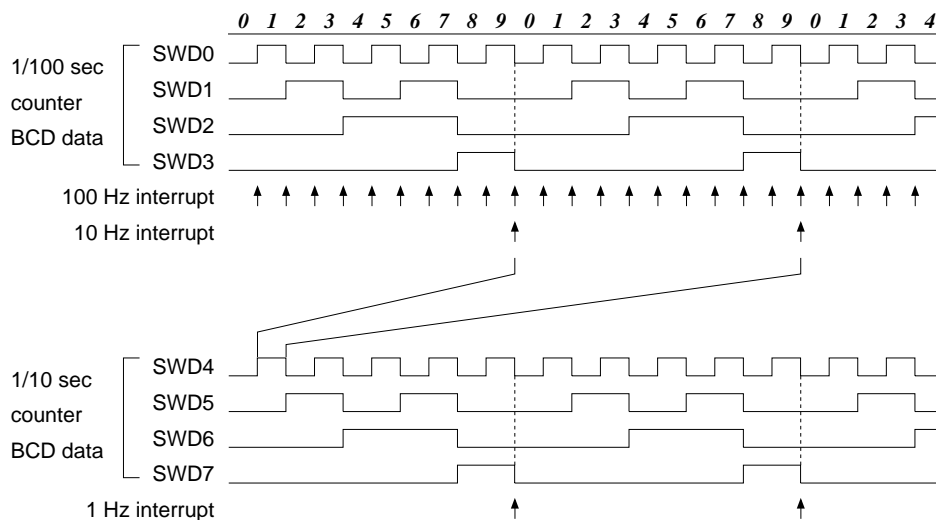 0 1 2 3 4 5 6 7 8 9 0 1 2 3 4 5 6 7 8 9 0 1 2 3 4
1/100 sec
counter
BCD data
SWD0
SWD1
SWD2
SWD3
100 Hz interrupt
10 Hz interrupt
1/10 sec
counter
BCD data
SWD4
SWD5
SWD6
SWD7
1 Hz interrupt